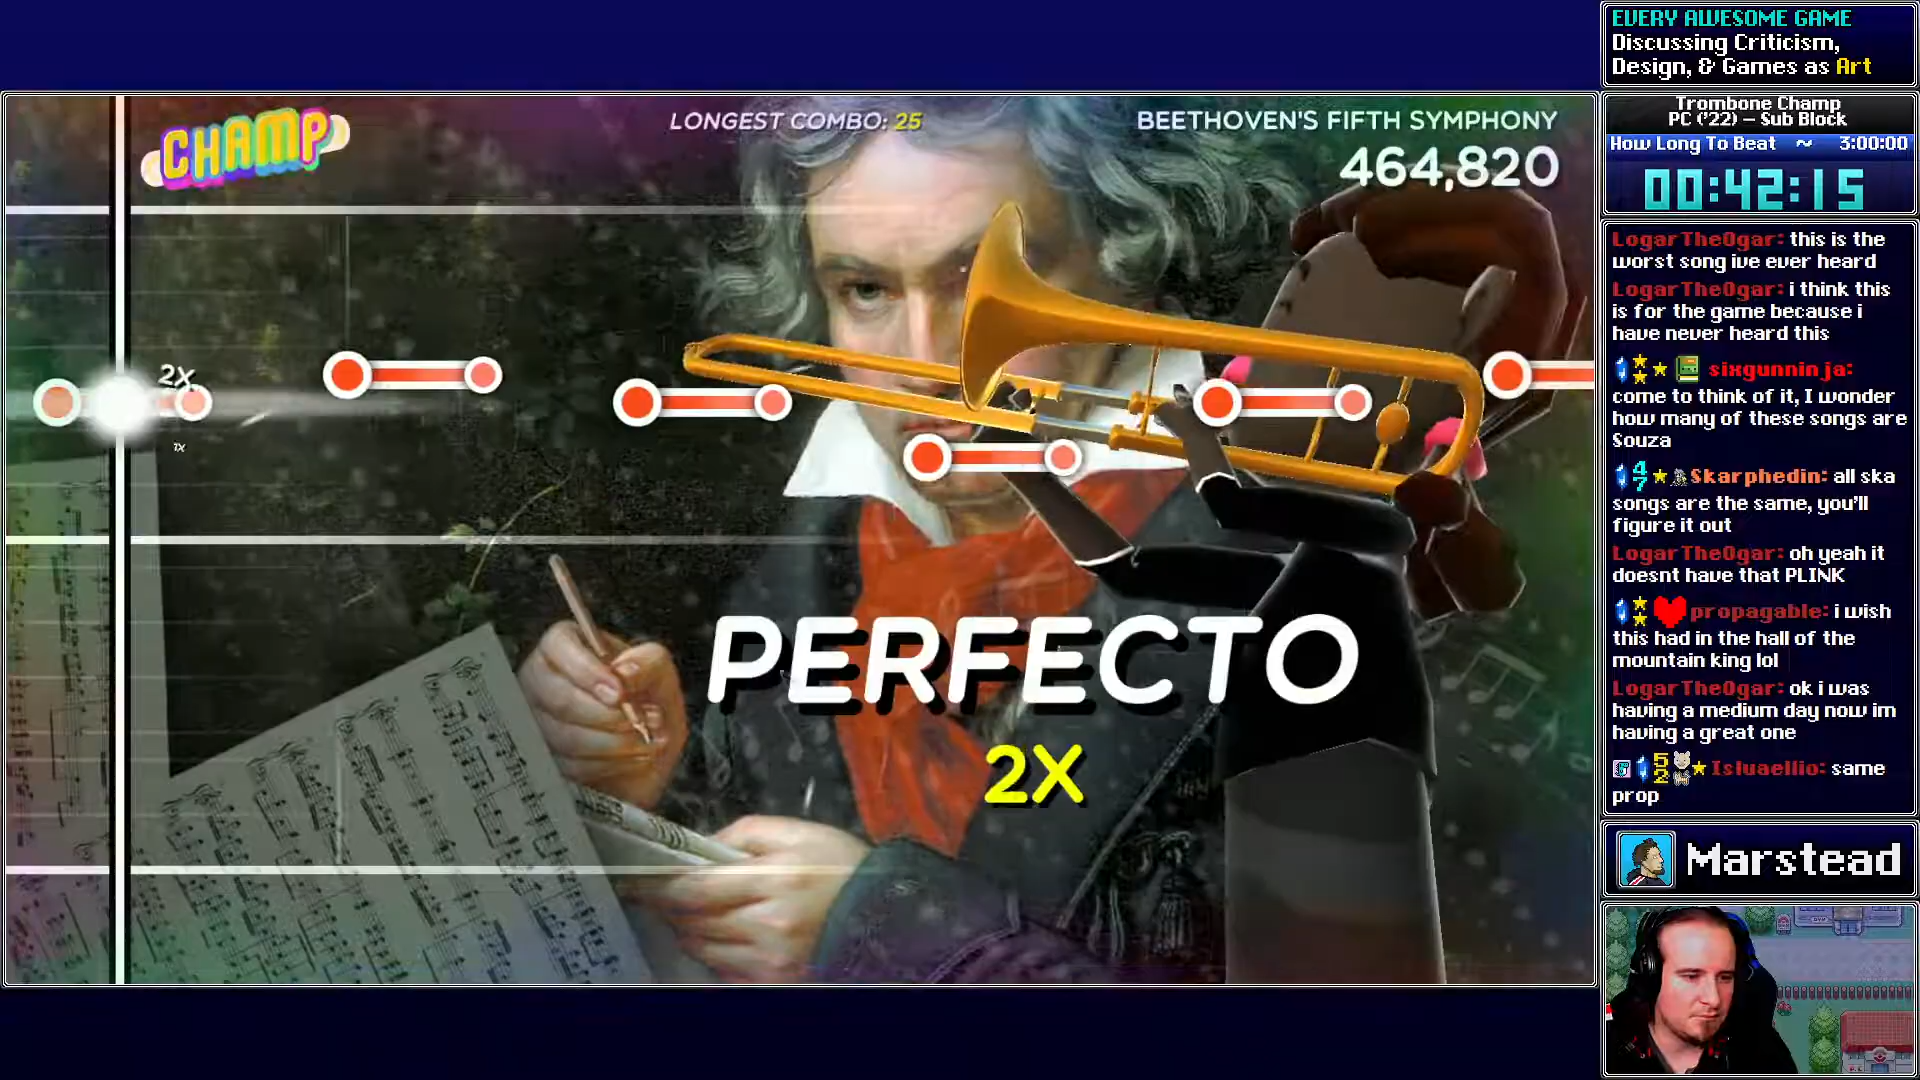 CHAMP
LONGEST COMBO: 25
BEETHOVEN'S FIFTH SYMPHONY
464,820
2X
1X
PERFECTO
2X
EVERY AWESOME GAME
Discussing Criticism,
Design, & Games as Art
Trombone Champ
PC ('22) – Sub Block
How Long To Beat ~ 3:00:00
00:42:15
LogarTheOgar: this is the
worst song ive ever heard
LogarTheOgar: i think this
is for the game because i
have never heard this
sixgunninja:
come to think of it, I wonder
how many of these songs are
Souza
47 Skarphedin: all ska
songs are the same, you'll
figure it out
LogarTheOgar: oh yeah it
doesnt have that PLINK
propagable: i wish
this had in the hall of the
mountain king lol
LogarTheOgar: ok i was
having a medium day now im
having a great one
52 Isluaellio: same
prop
Marstead